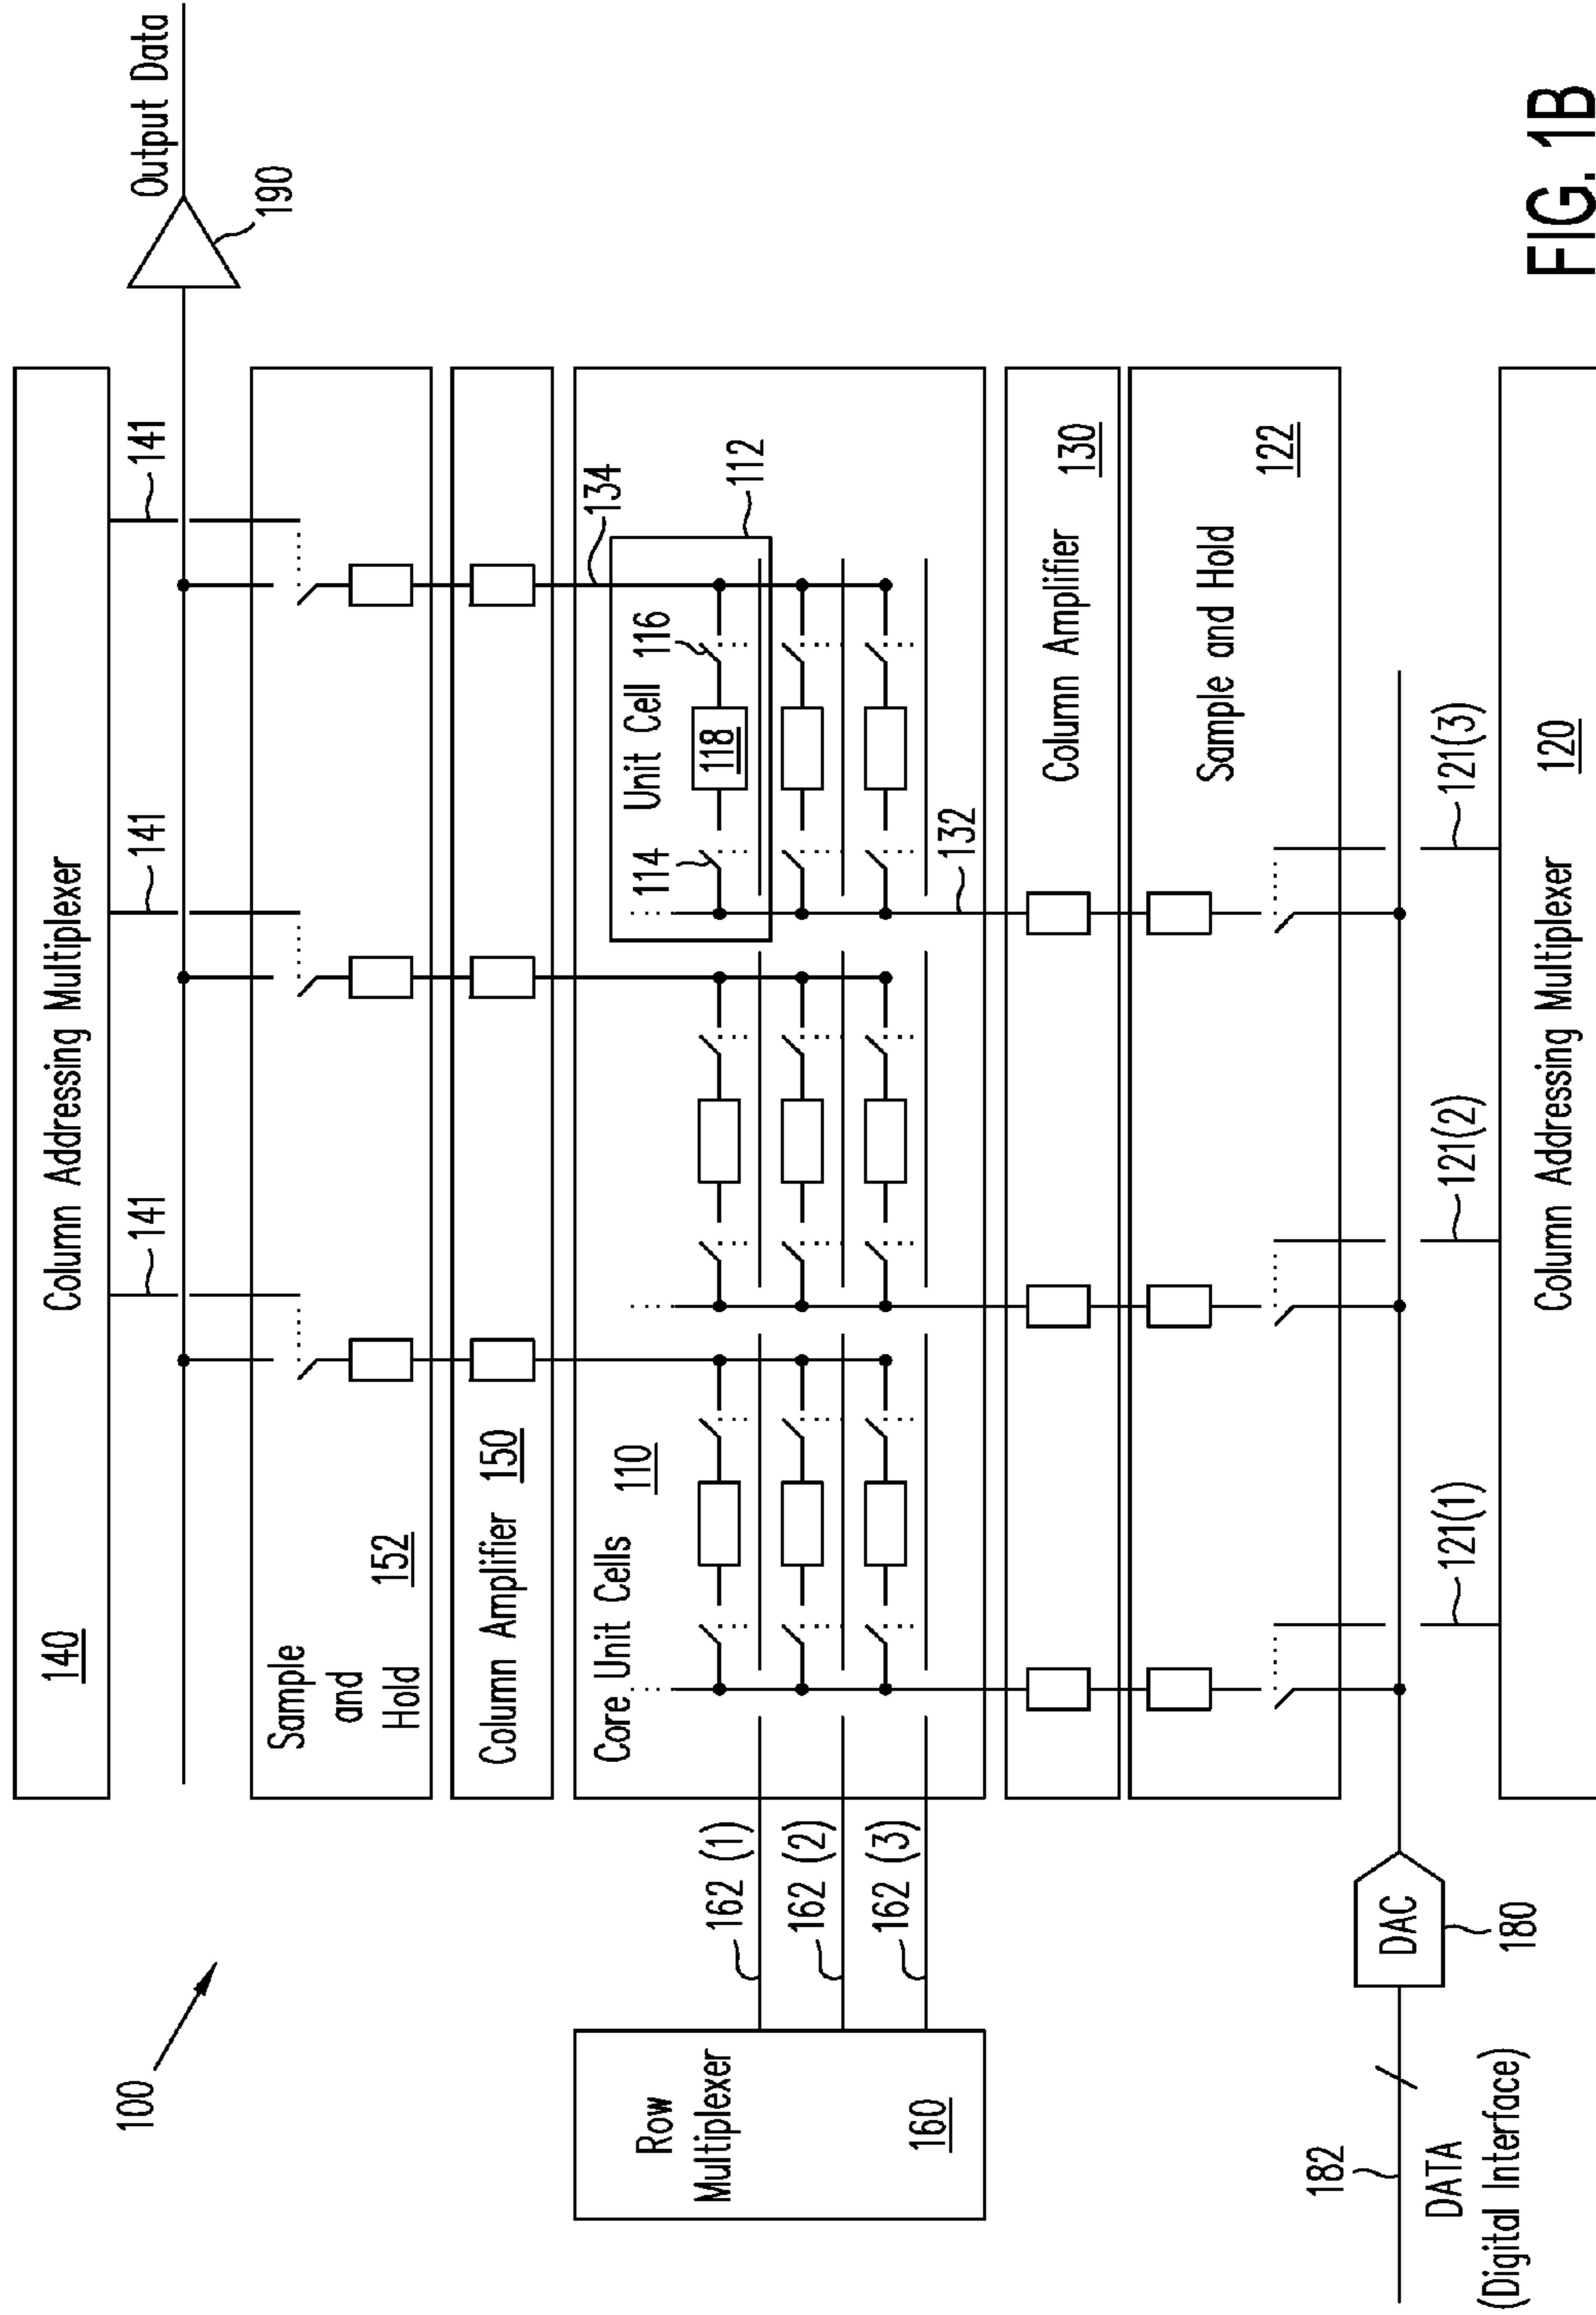 100
140
Column Addressing Multiplexer
141
141
141
Output Data
190
Sample
and
Hold
152
Column Amplifier 150
Core Unit Cells
110
Unit Cell
114
116
118
112
134
132
Row
Multiplexer
160
162 (1)
162 (2)
162 (3)
Column Amplifier 130
Sample and Hold
122
182
DATA
(Digital Interface)
DAC
180
121(1)
121(2)
121(3)
Column Addressing Multiplexer
120
FIG. 1B